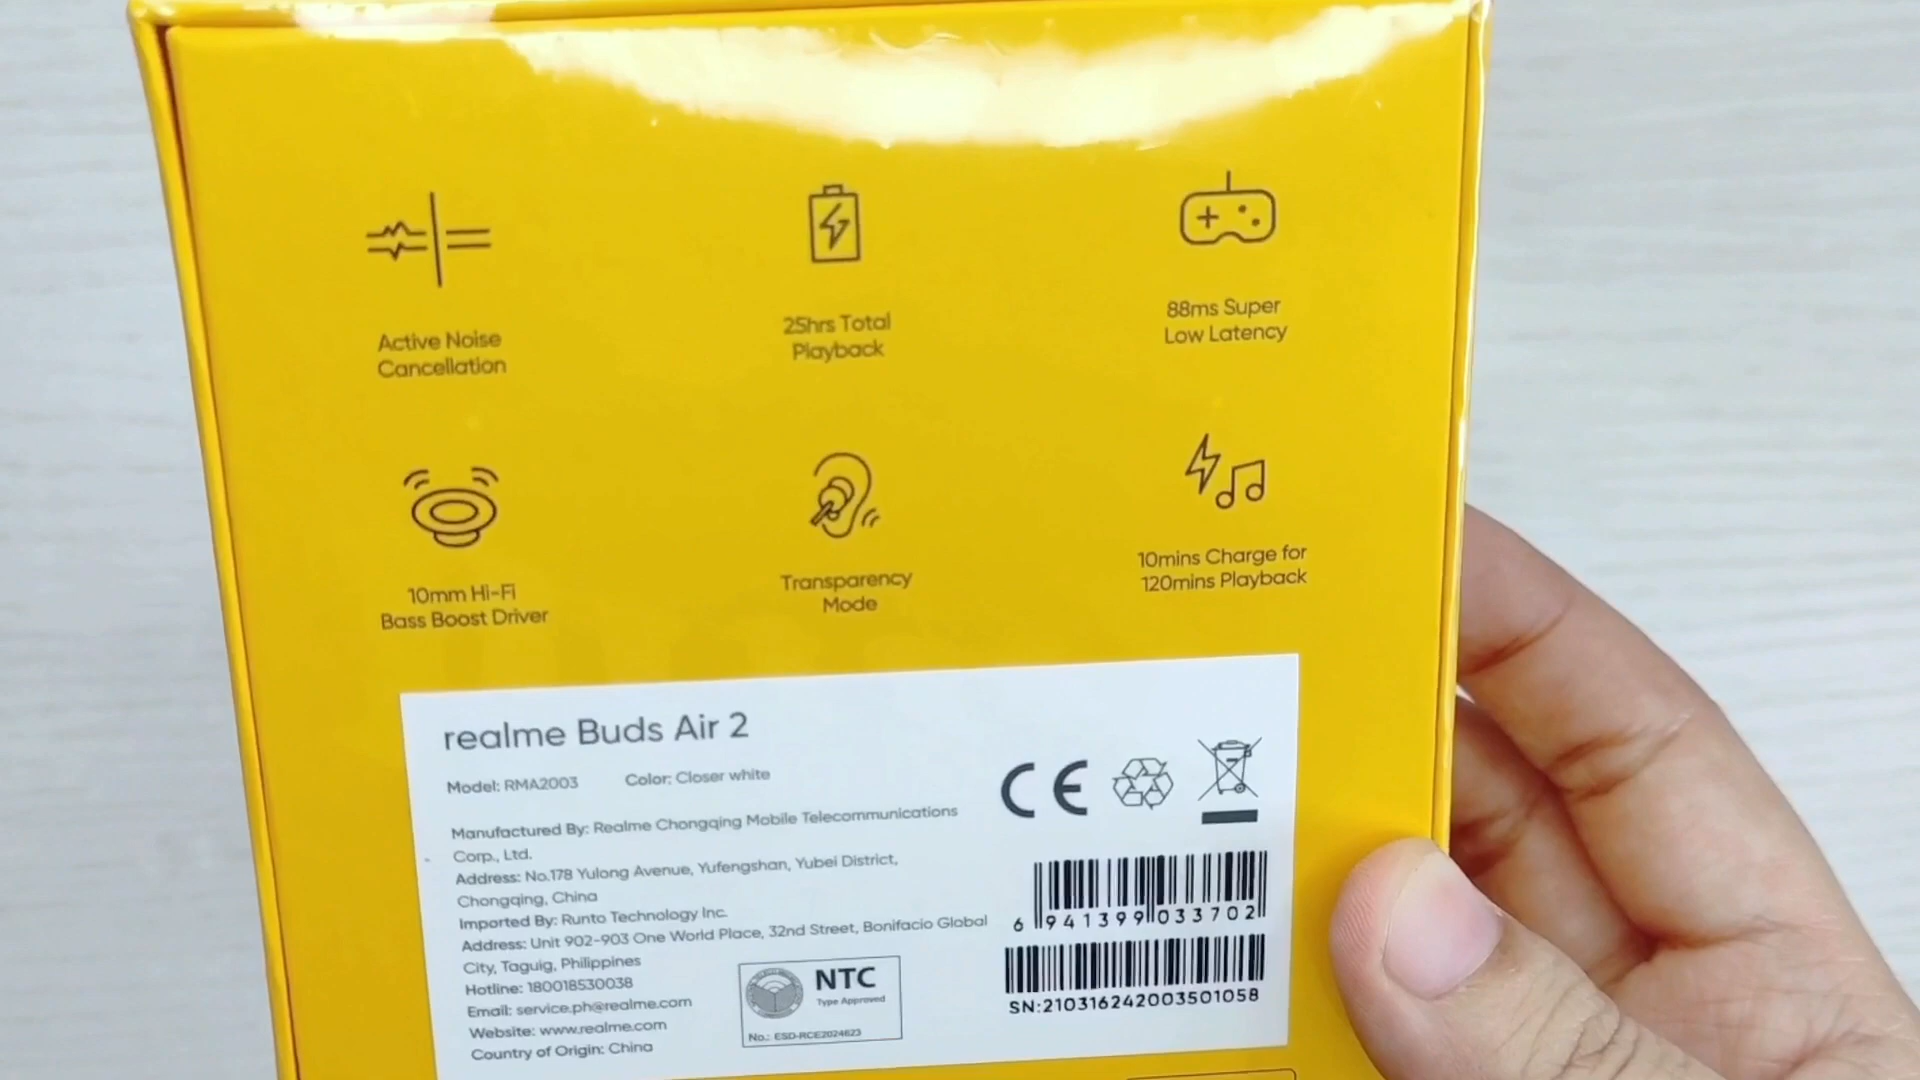 Active Noise
Cancellation
25hrs Total
Playback
88ms Super
Low Latency
10mm Hi-Fi
Bass Boost Driver
Transparency
Mode
10mins Charge for
120mins Playback
realme Buds Air 2
Model: RMA2003 Color: Closer white
Manufactured By: Realme Chongqing Mobile Telecommunications
Corp., Ltd.
Address: No.178 Yulong Avenue, Yufengshan, Yubei District,
Chongqing, China
Imported By: Runto Technology Inc.
Address: Unit 902-903 One World Place, 32nd Street, Bonifacio Global
City, Taguig, Philippines
Hotline: 180018530038
Email: service.ph@realme.com
Website: www.realme.com
Country of Origin: China
NTC
Type Approved
No.: ESD-RCE2024623
CE
6 941399 033702
SN:210316242003501058